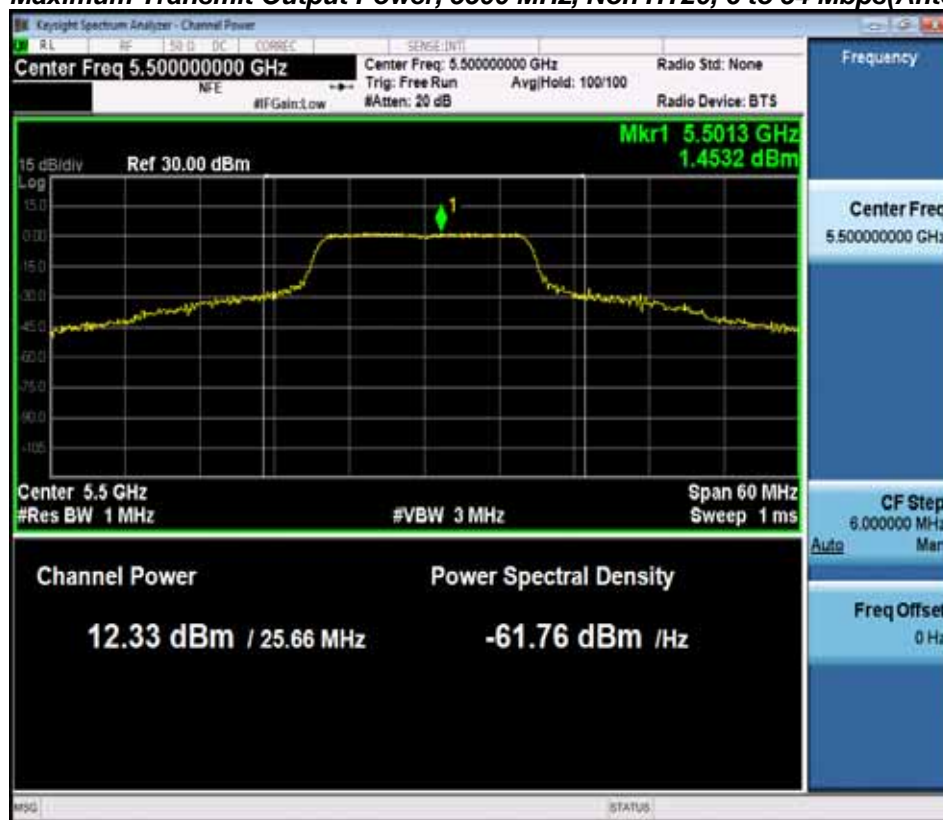 Maximum Transmit Output Power, 5500 MHz, Non HT20, 6 to 54 Mbps(Ante
Keysight Spectrum Analyzer - Channel Power
RL RF 50 Ω DC CORREC SENSE:INT
Center Freq 5.500000000 GHz
NFE
#IFGain:Low
Center Freq: 5.500000000 GHz
Trig: Free Run Avg|Hold: 100/100
#Atten: 20 dB
Radio Std: None
Radio Device: BTS
Mkr1 5.5013 GHz
1.4532 dBm
15 dB/div Ref 30.00 dBm
Log
15.0
0.00
-15.0
-30.0
-45.0
-60.0
-75.0
-90.0
-105
1
Center 5.5 GHz Span 60 MHz
#Res BW 1 MHz #VBW 3 MHz Sweep 1 ms
Channel Power Power Spectral Density
12.33 dBm / 25.66 MHz -61.76 dBm /Hz
Frequency
Center Freq
5.500000000 GHz
CF Step
6.000000 MHz
Auto Man
Freq Offset
0 Hz
MSG STATUS